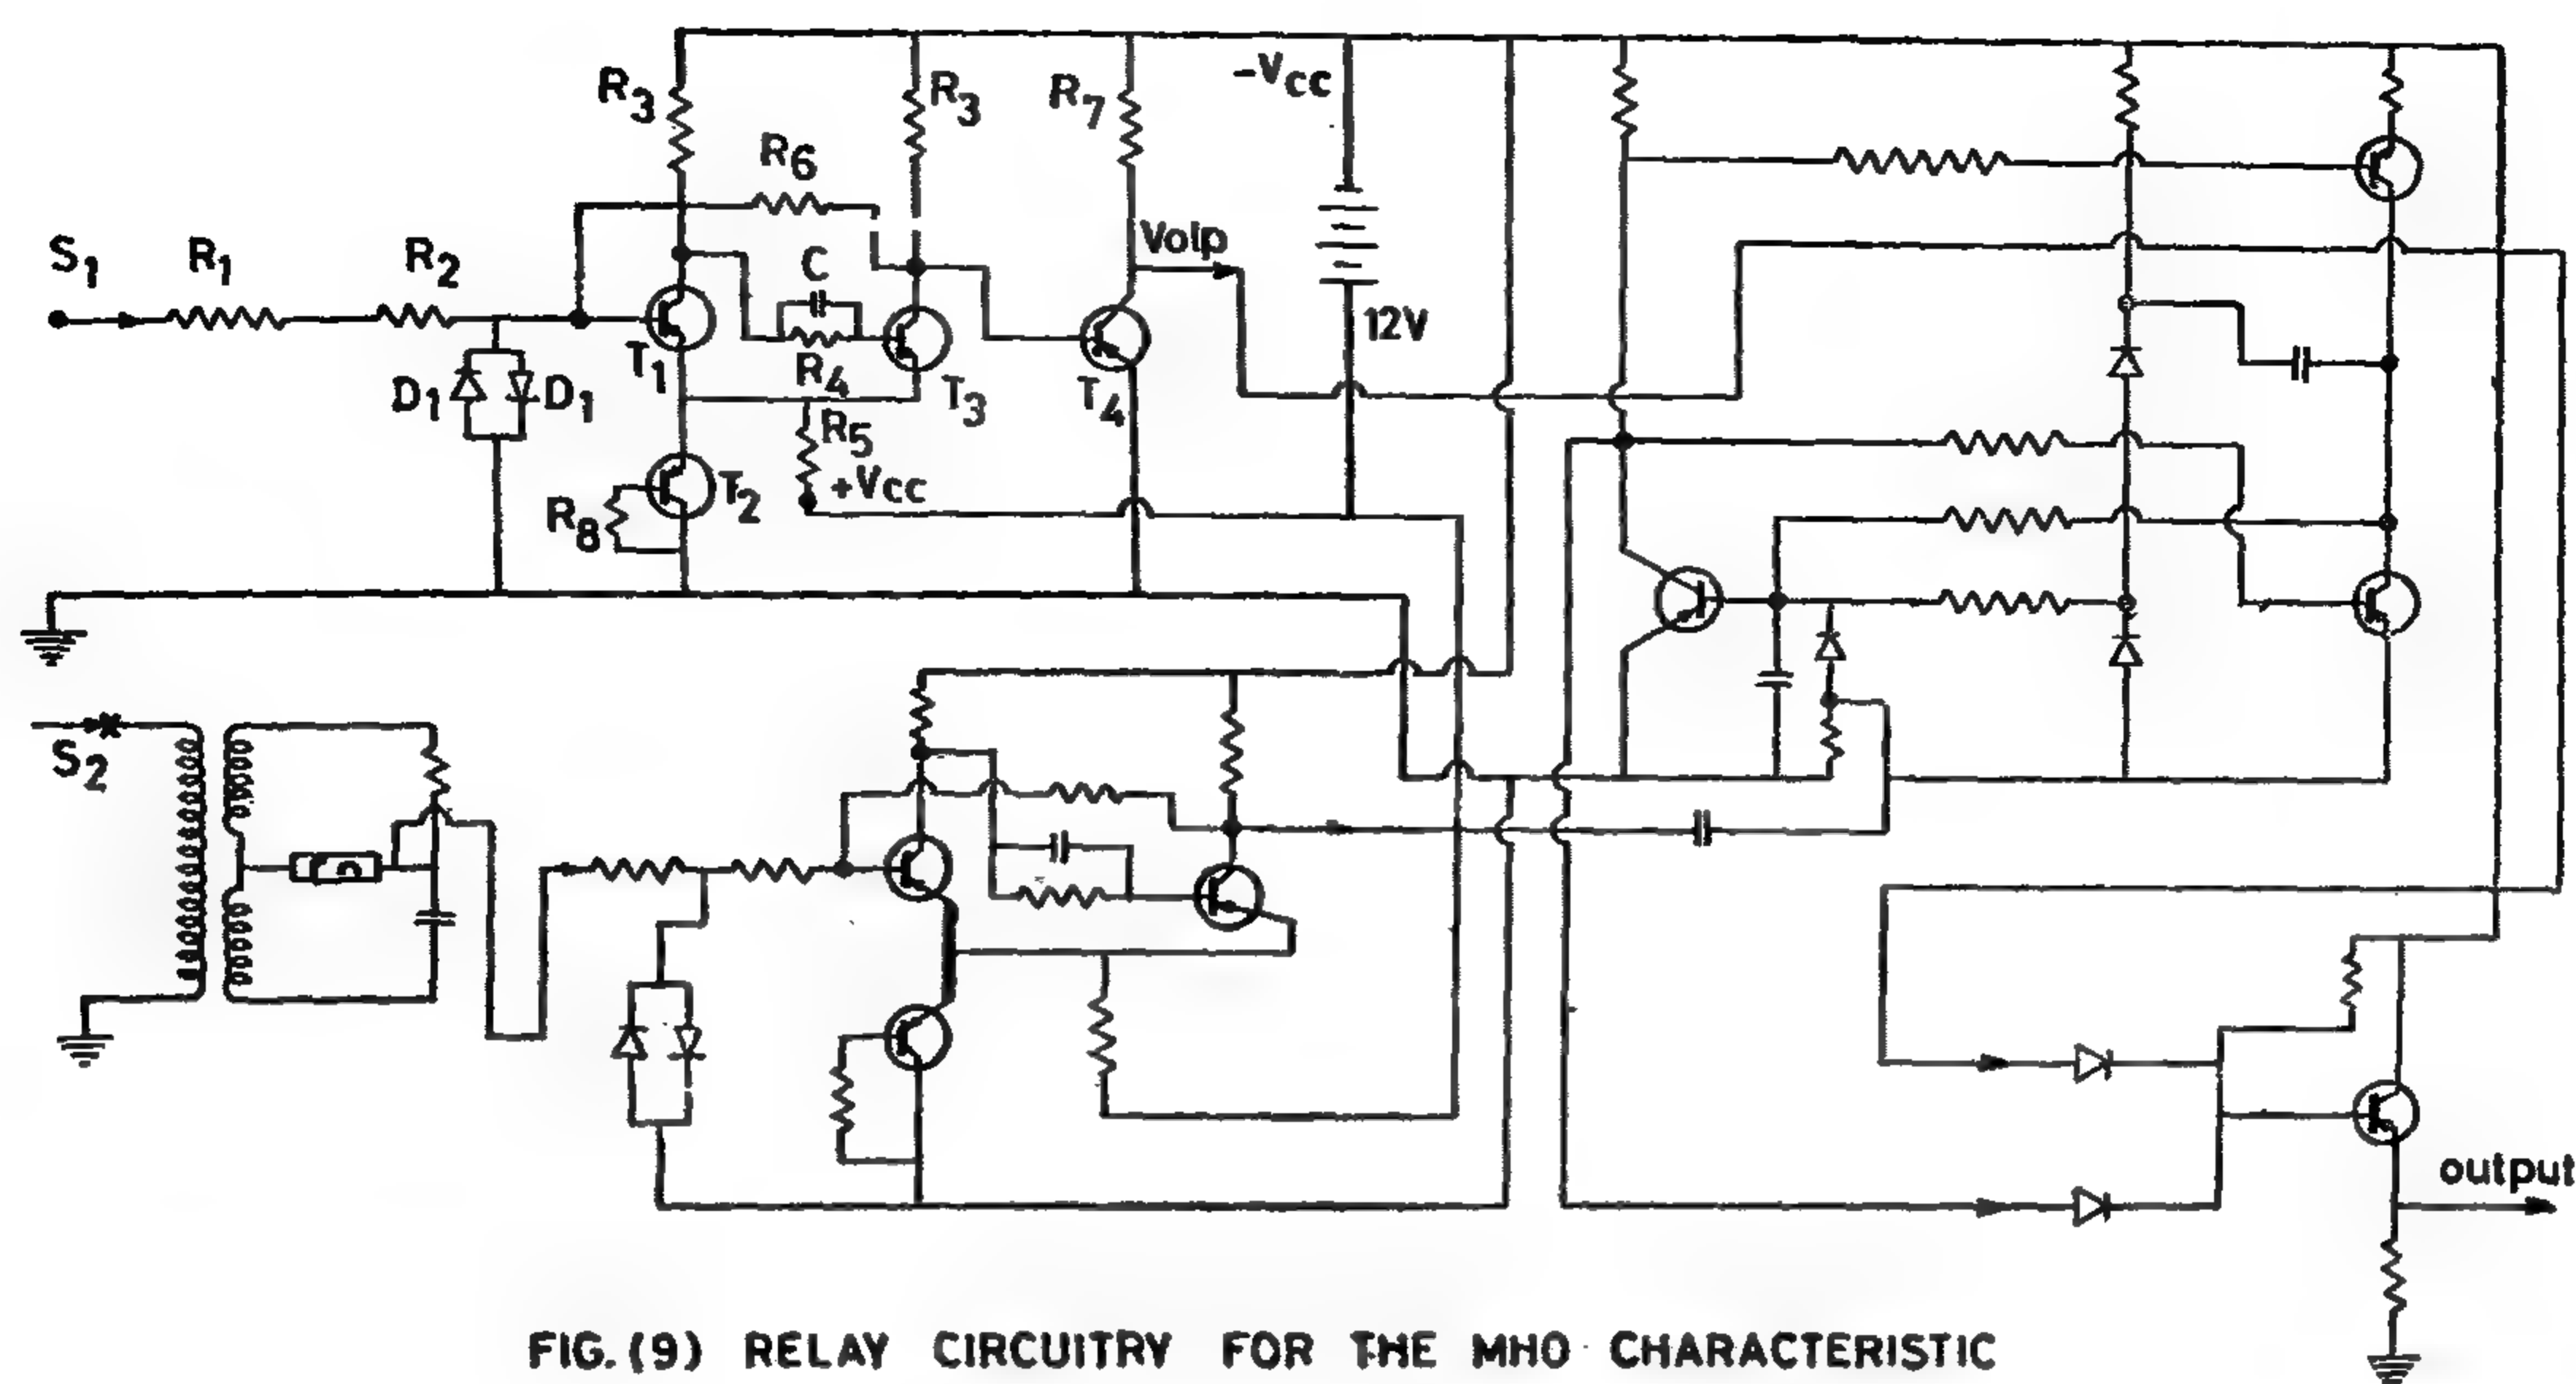 R3
R3
R7
-Vcc
R6
S1
R1
R2
C
Volp
12V
T1
D1
D1
R4
T3
T4
R5
+Vcc
T2
R8
S2
output
FIG.(9) RELAY CIRCUITRY FOR THE MHO CHARACTERISTIC